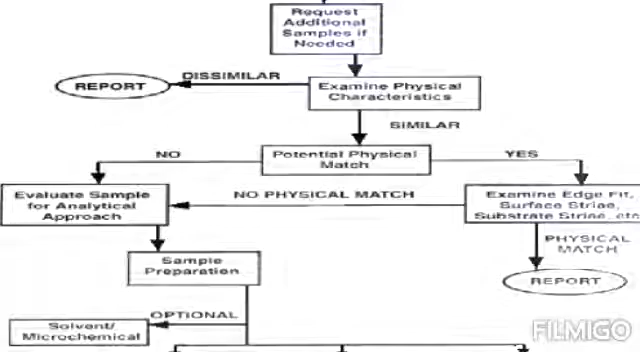 Request
Additional
Samples if
Needed
DISSIMILAR
REPORT
Examine Physical
Characteristics
SIMILAR
NO
Potential Physical
Match
YES
Evaluate Sample
for Analytical
Approach
NO PHYSICAL MATCH
Examine Edge Fit,
Surface Striae,
Substrate Striae, etc
PHYSICAL
MATCH
Sample
Preparation
REPORT
OPTIONAL
Solvent/
Microchemical
FILMIGO